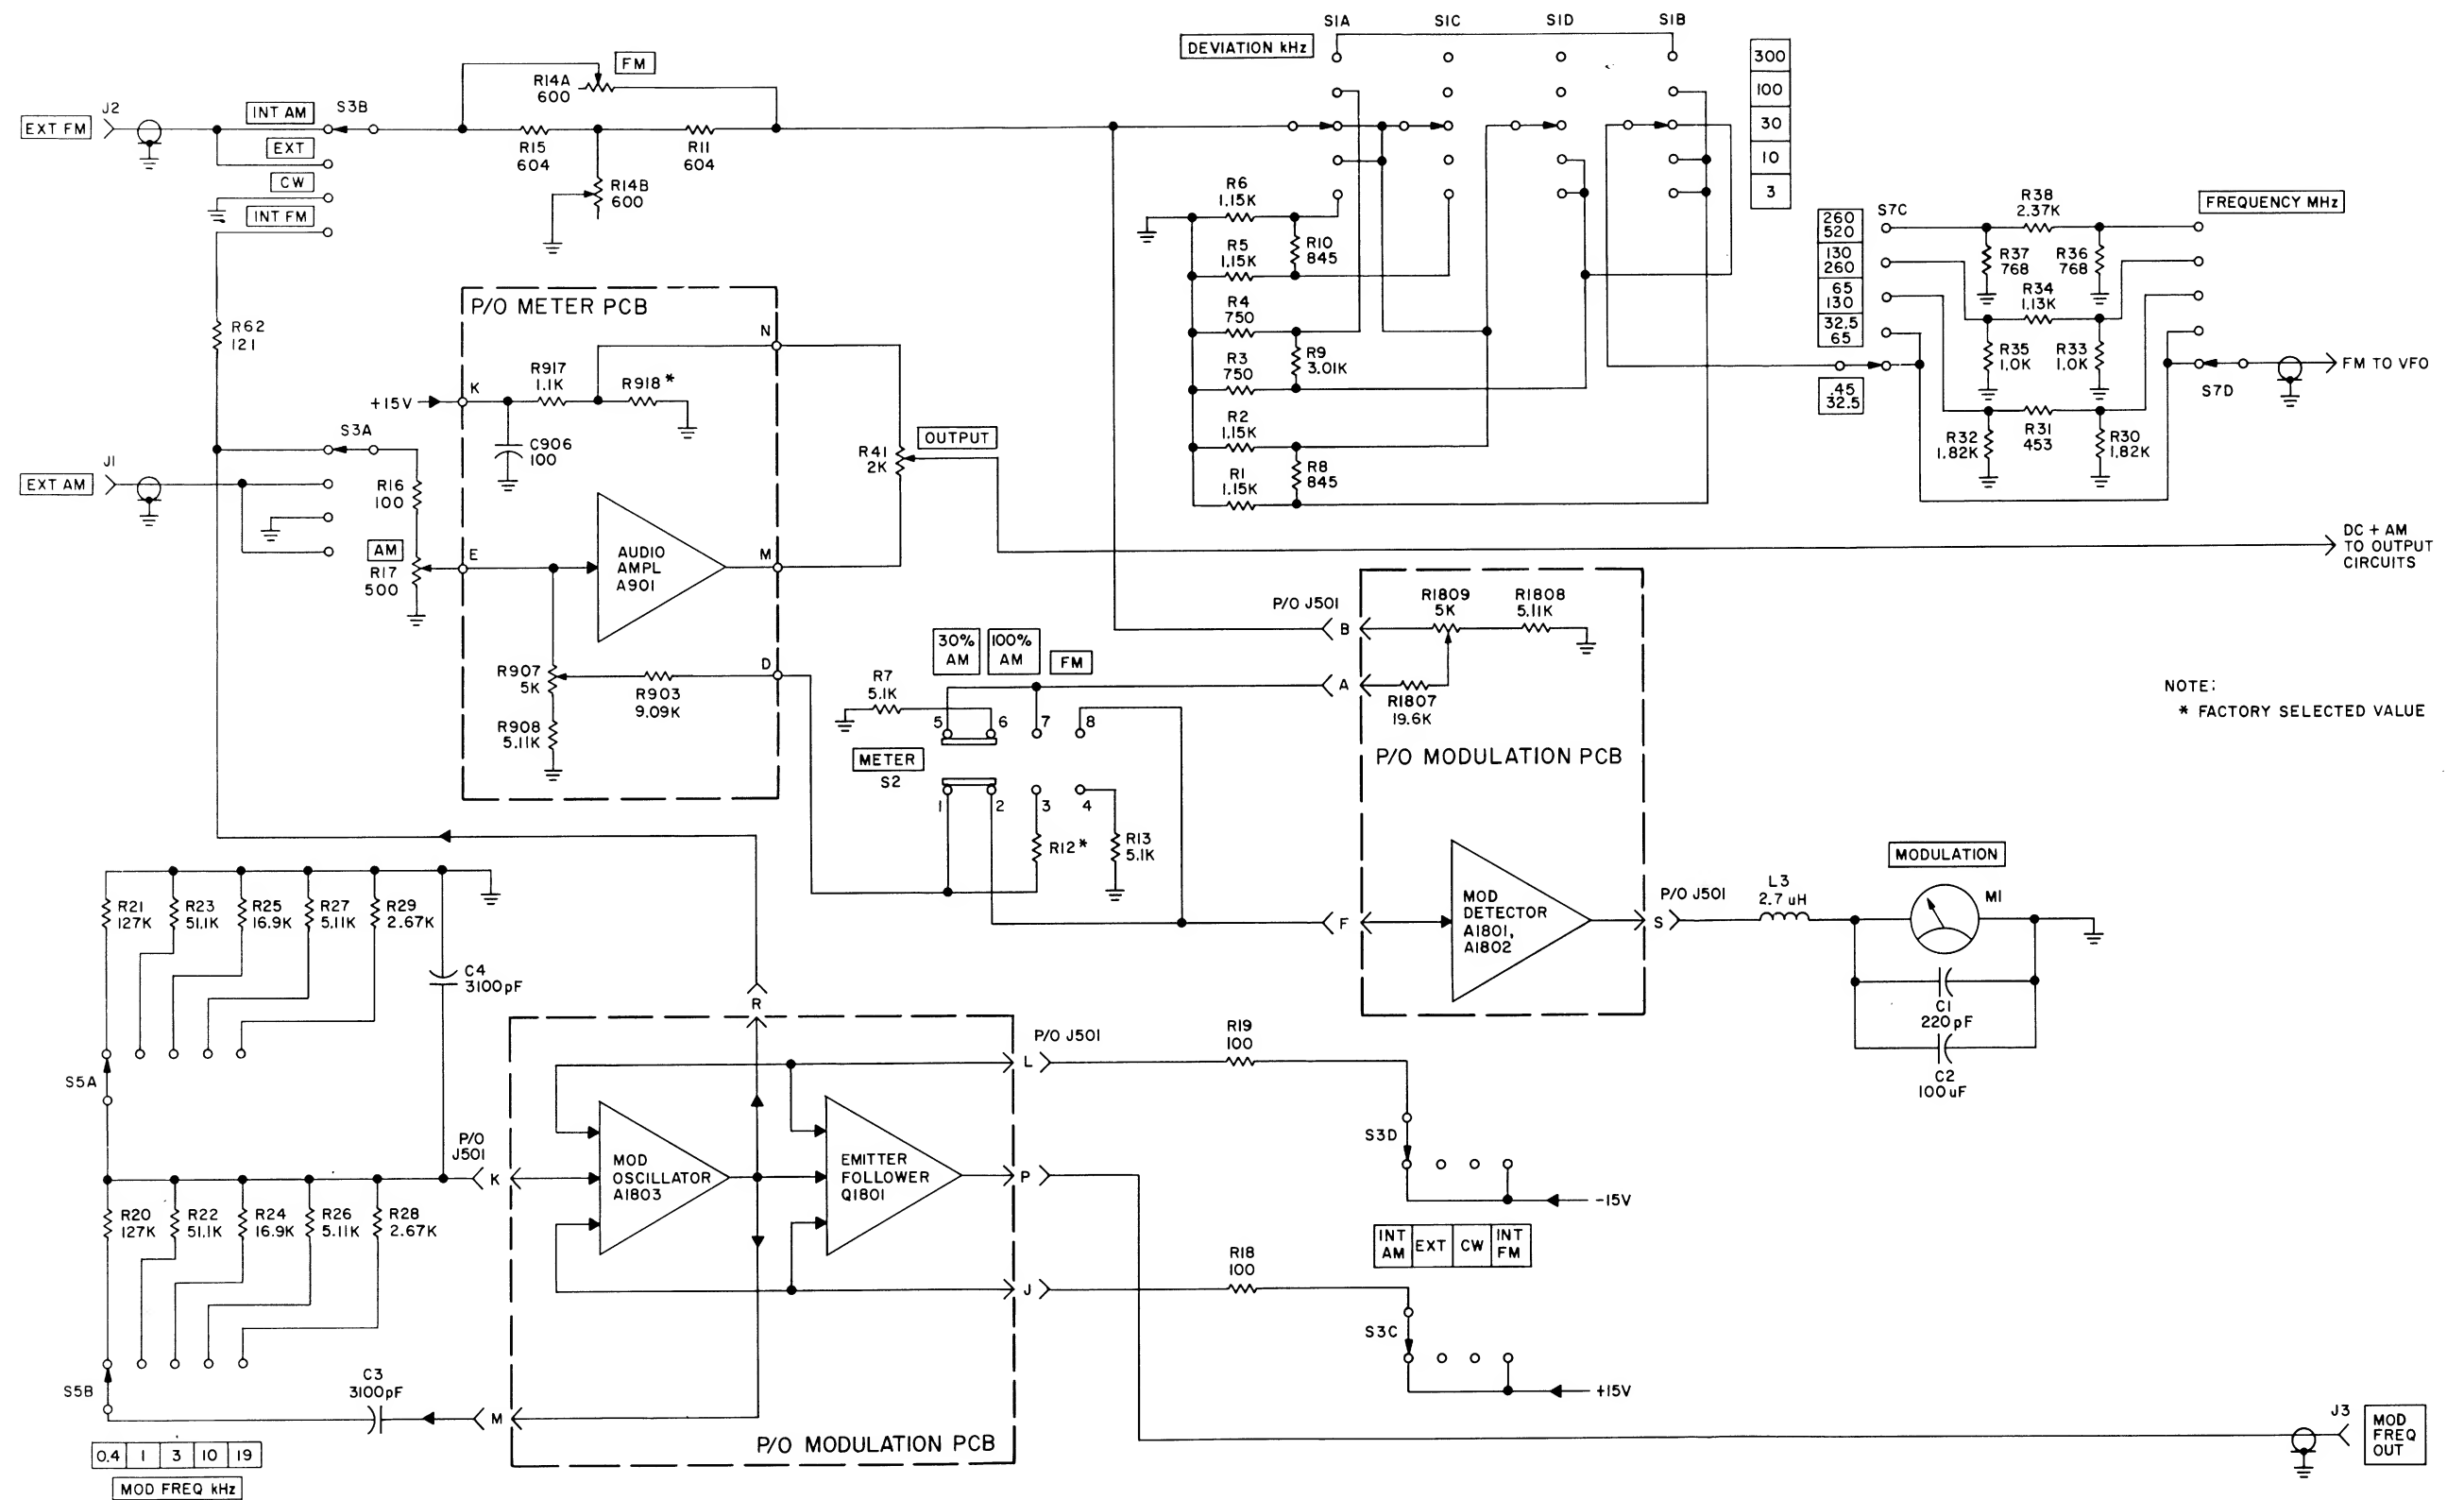 S1A
S1C
S1D
S1B
DEVIATION kHz
300
100
30
10
3
FM
R14A
600
J2
EXT FM
INT AM
S3B
EXT
CW
INT FM
R15
604
R11
604
R14B
600
R6
1.15K
R10
845
R5
1.15K
R4
750
R9
3.01K
R3
750
R2
1.15K
R8
845
R1
1.15K
260
520
130
260
65
130
32.5
65
.45
32.5
S7C
R38
2.37K
FREQUENCY MHz
R37
768
R36
768
R34
1.13K
R35
1.0K
R33
1.0K
R32
1.82K
R31
453
R30
1.82K
S7D
FM TO VFO
P/O METER PCB
N
R62
121
K
R917
1.1K
R918*
+15V
C906
100
S3A
J1
EXT AM
R16
100
AM
R17
500
E
AUDIO
AMPL
A901
M
R41
2K
OUTPUT
DC + AM
TO OUTPUT
CIRCUITS
R907
5K
R903
9.09K
D
R908
5.11K
30%
AM
100%
AM
FM
R7
5.1K
5
6
7
8
METER
S2
1
2
3
4
R12*
R13
5.1K
P/O J501
B
A
R1809
5K
R1808
5.11K
R1807
19.6K
P/O MODULATION PCB
NOTE:
* FACTORY SELECTED VALUE
F
MOD
DETECTOR
A1801,
A1802
S
P/O J501
L3
2.7 uH
MODULATION
M1
C1
220pF
C2
100uF
R21
127K
R23
51.1K
R25
16.9K
R27
5.11K
R29
2.67K
C4
3100pF
S5A
P/O
J501
K
R20
127K
R22
51.1K
R24
16.9K
R26
5.11K
R28
2.67K
S5B
C3
3100pF
M
0.4 1 3 10 19
MOD FREQ kHz
R
MOD
OSCILLATOR
A1803
EMITTER
FOLLOWER
Q1801
L
P/O J501
P
J
P/O MODULATION PCB
R19
100
S3D
-15V
INT
AM
EXT
CW
INT
FM
R18
100
S3C
+15V
J3
MOD
FREQ
OUT